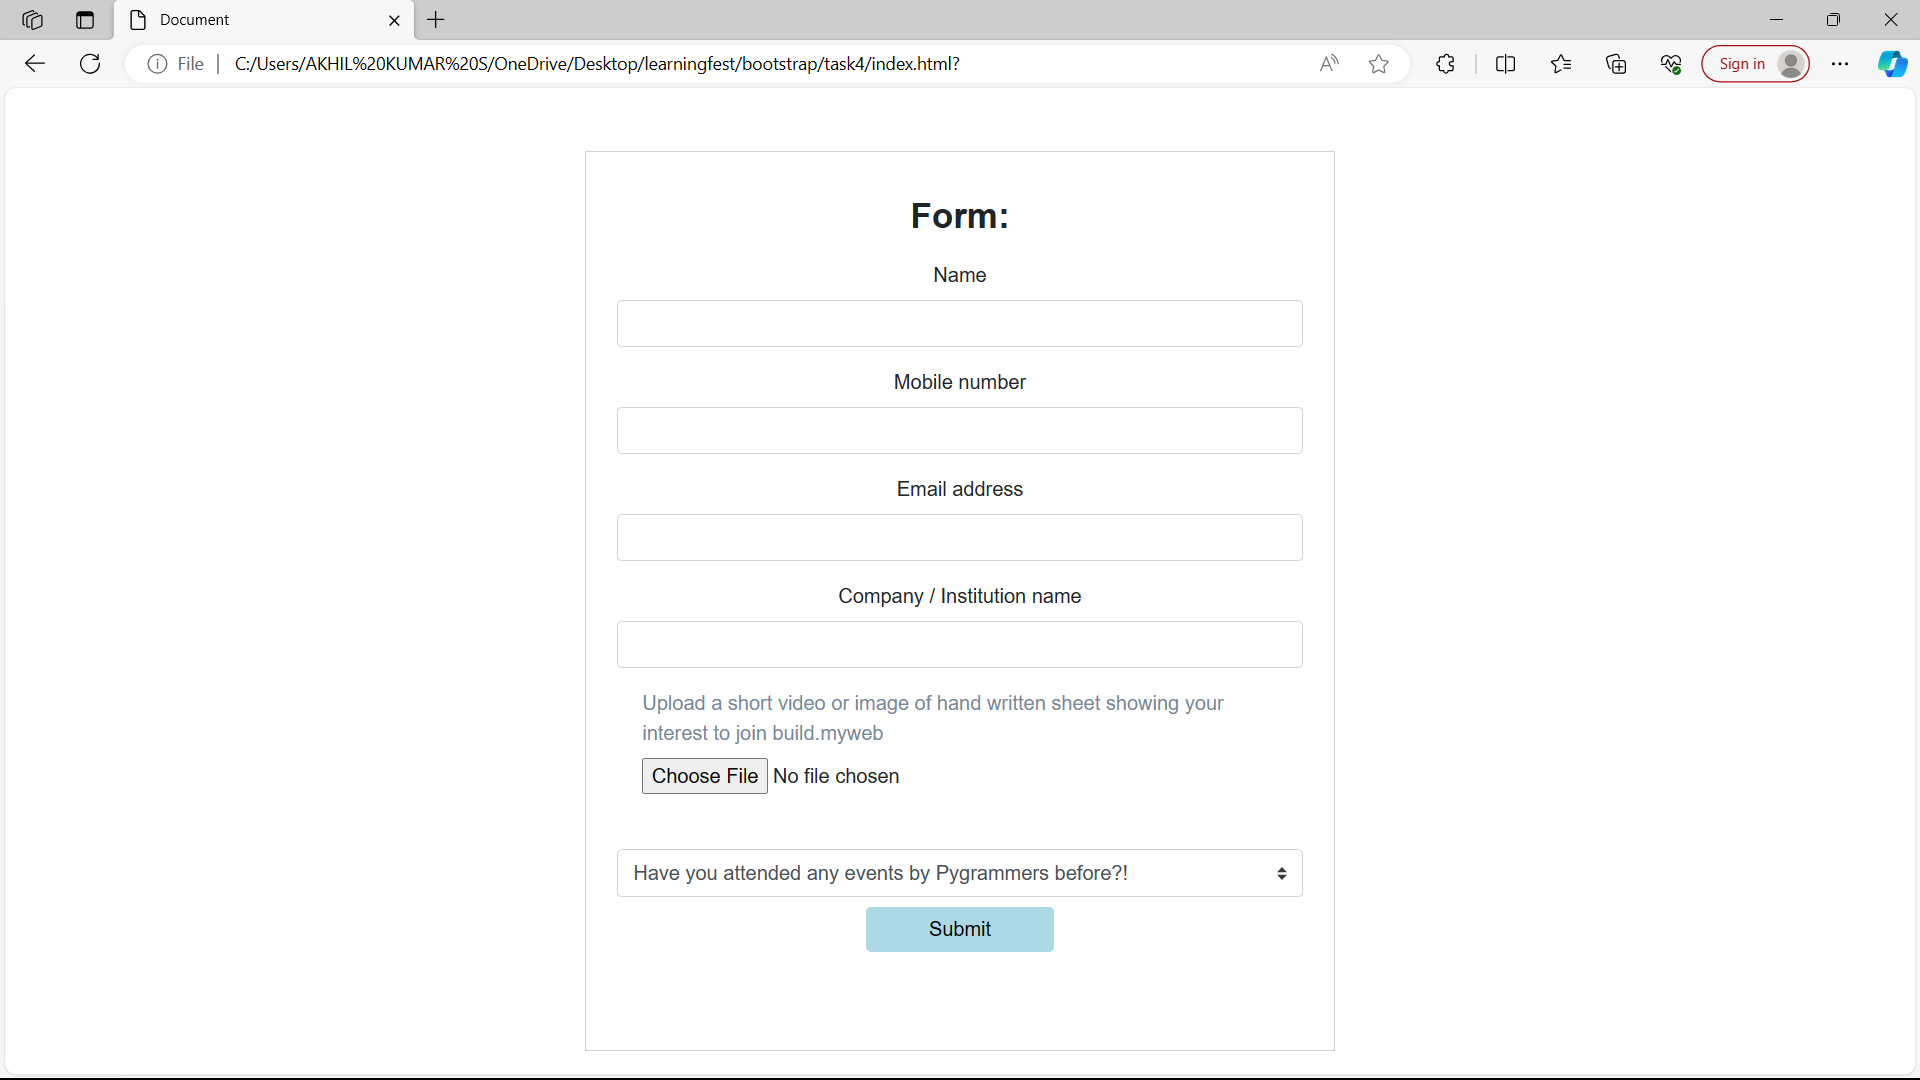 Document
File
C:/Users/AKHIL%20KUMAR%20S/OneDrive/Desktop/learningfest/bootstrap/task4/index.html?
Sign in
Form:
Name
Mobile number
Email address
Company / Institution name
Upload a short video or image of hand written sheet showing your
interest to join build.myweb
Choose File No file chosen
Have you attended any events by Pygrammers before?!
Submit